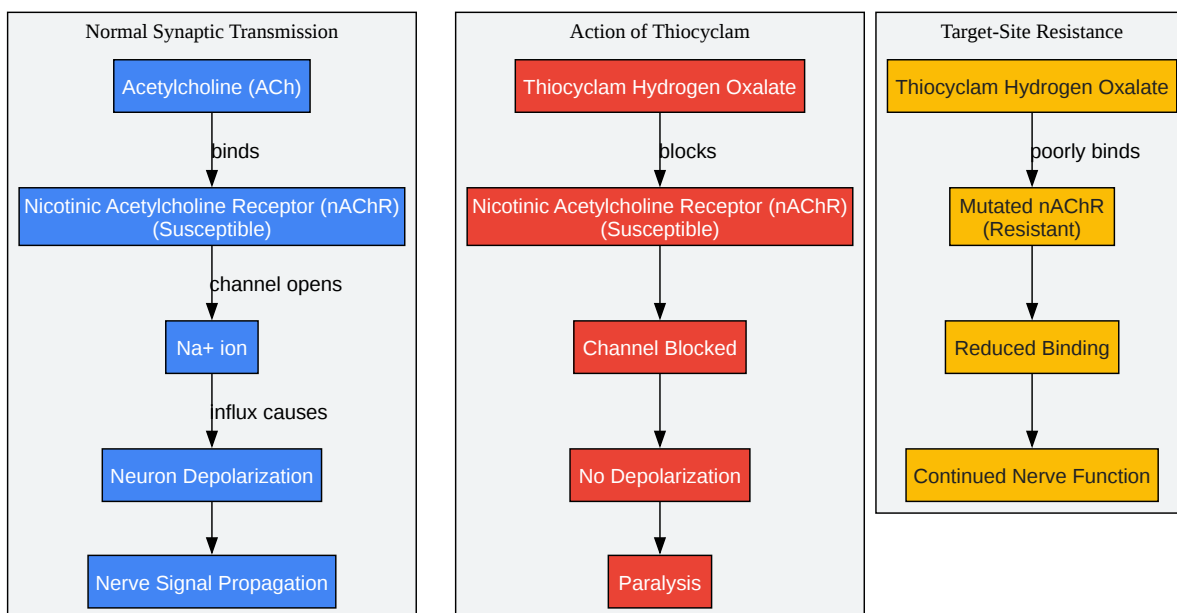 Normal Synaptic Transmission
Acetylcholine (ACh)
binds
Nicotinic Acetylcholine Receptor (nAChR)
(Susceptible)
channel opens
Na+ ion
influx causes
Neuron Depolarization
Nerve Signal Propagation
Action of Thiocyclam
Thiocyclam Hydrogen Oxalate
blocks
Nicotinic Acetylcholine Receptor (nAChR)
(Susceptible)
Channel Blocked
No Depolarization
Paralysis
Target-Site Resistance
Thiocyclam Hydrogen Oxalate
poorly binds
Mutated nAChR
(Resistant)
Reduced Binding
Continued Nerve Function